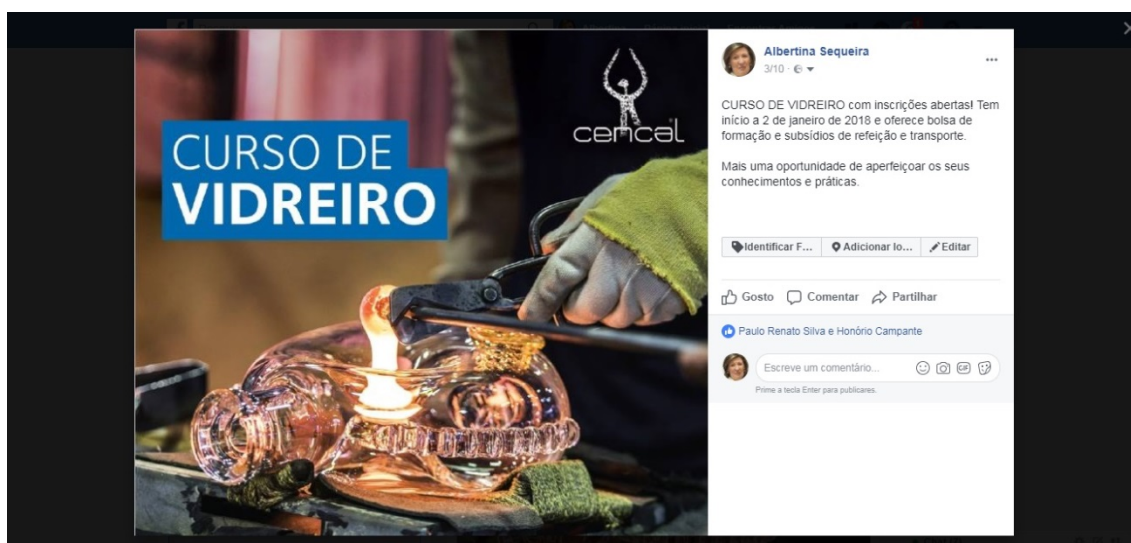 CURSO DE
VIDREIRO
cencal
Albertina Sequeira
3/10
CURSO DE VIDREIRO com inscrições abertas! Tem
início a 2 de janeiro de 2018 e oferece bolsa de
formação e subsídios de refeição e transporte.
Mais uma oportunidade de aperfeiçoar os seus
conhecimentos e práticas.
Identificar F... Adicionar lo... Editar
Gosto Comentar Partilhar
Paulo Renato Silva e Honório Campante
Escreve um comentário... GIF
Prime a tecla Enter para publicares.